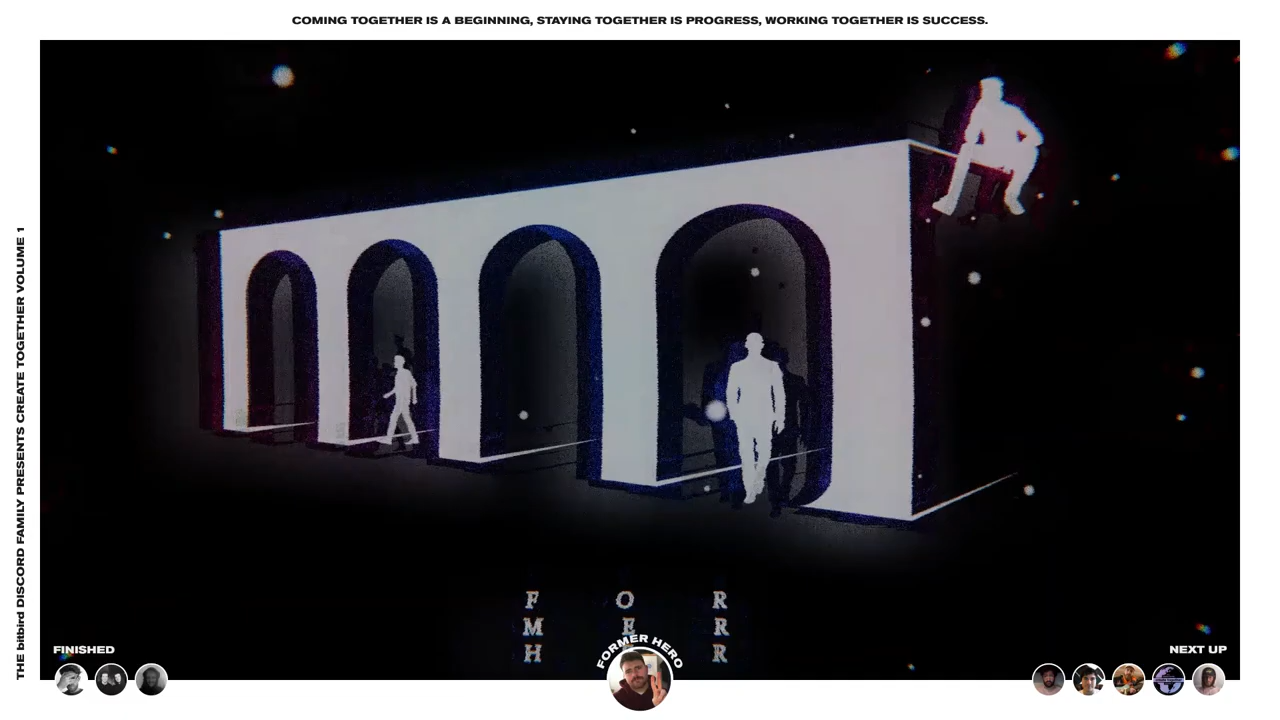 COMING TOGETHER IS A BEGINNING, STAYING TOGETHER IS PROGRESS, WORKING TOGETHER IS SUCCESS.
THE bitbird DISCORD FAMILY PRESENTS CREATE TOGETHER VOLUME 1
F O R
M E R
H R
FORMER HERO
FINISHED
NEXT UP